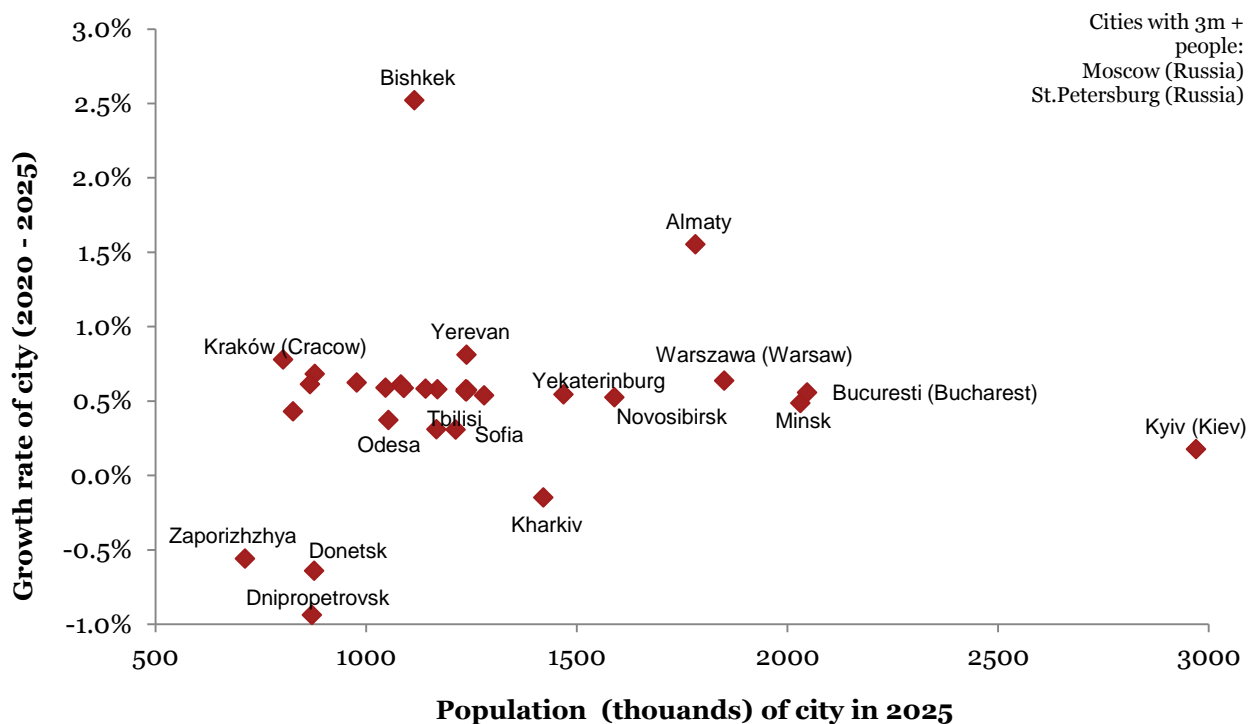 Cities with 3m +
people:
Moscow (Russia)
St.Petersburg (Russia)
Growth rate of city (2020 - 2025)
3.0%
2.5%
2.0%
1.5%
1.0%
0.5%
0.0%
-0.5%
-1.0%
Bishkek
Almaty
Yerevan
Kraków (Cracow)
Warszawa (Warsaw)
Yekaterinburg
Bucuresti (Bucharest)
Novosibirsk
Minsk
Tbilisi
Sofia
Odesa
Kyiv (Kiev)
Kharkiv
Zaporizhzhya
Donetsk
Dnipropetrovsk
500
1000
1500
2000
2500
3000
Population (thouands) of city in 2025